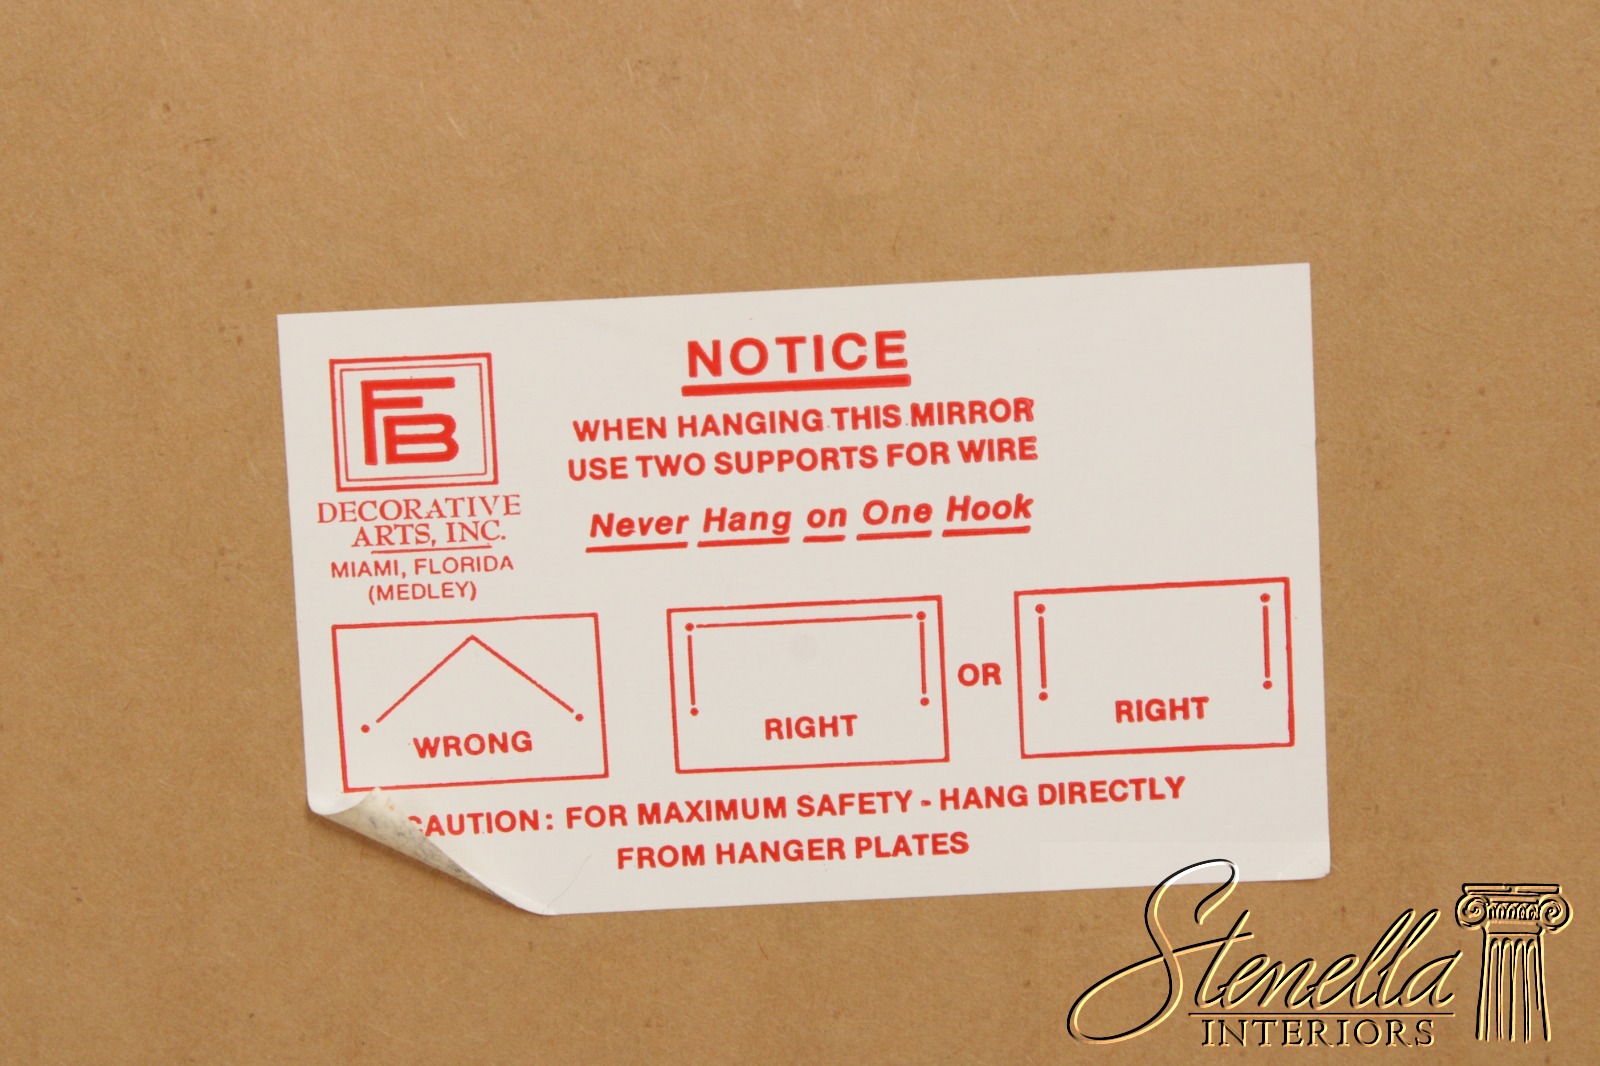 NOTICE
WHEN HANGING THIS MIRROR
USE TWO SUPPORTS FOR WIRE
Never Hang on One Hook
FB
DECORATIVE
ARTS, INC.
MIAMI, FLORIDA
(MEDLEY)
WRONG
RIGHT
OR
RIGHT
CAUTION: FOR MAXIMUM SAFETY - HANG DIRECTLY
FROM HANGER PLATES
Stenella
INTERIORS